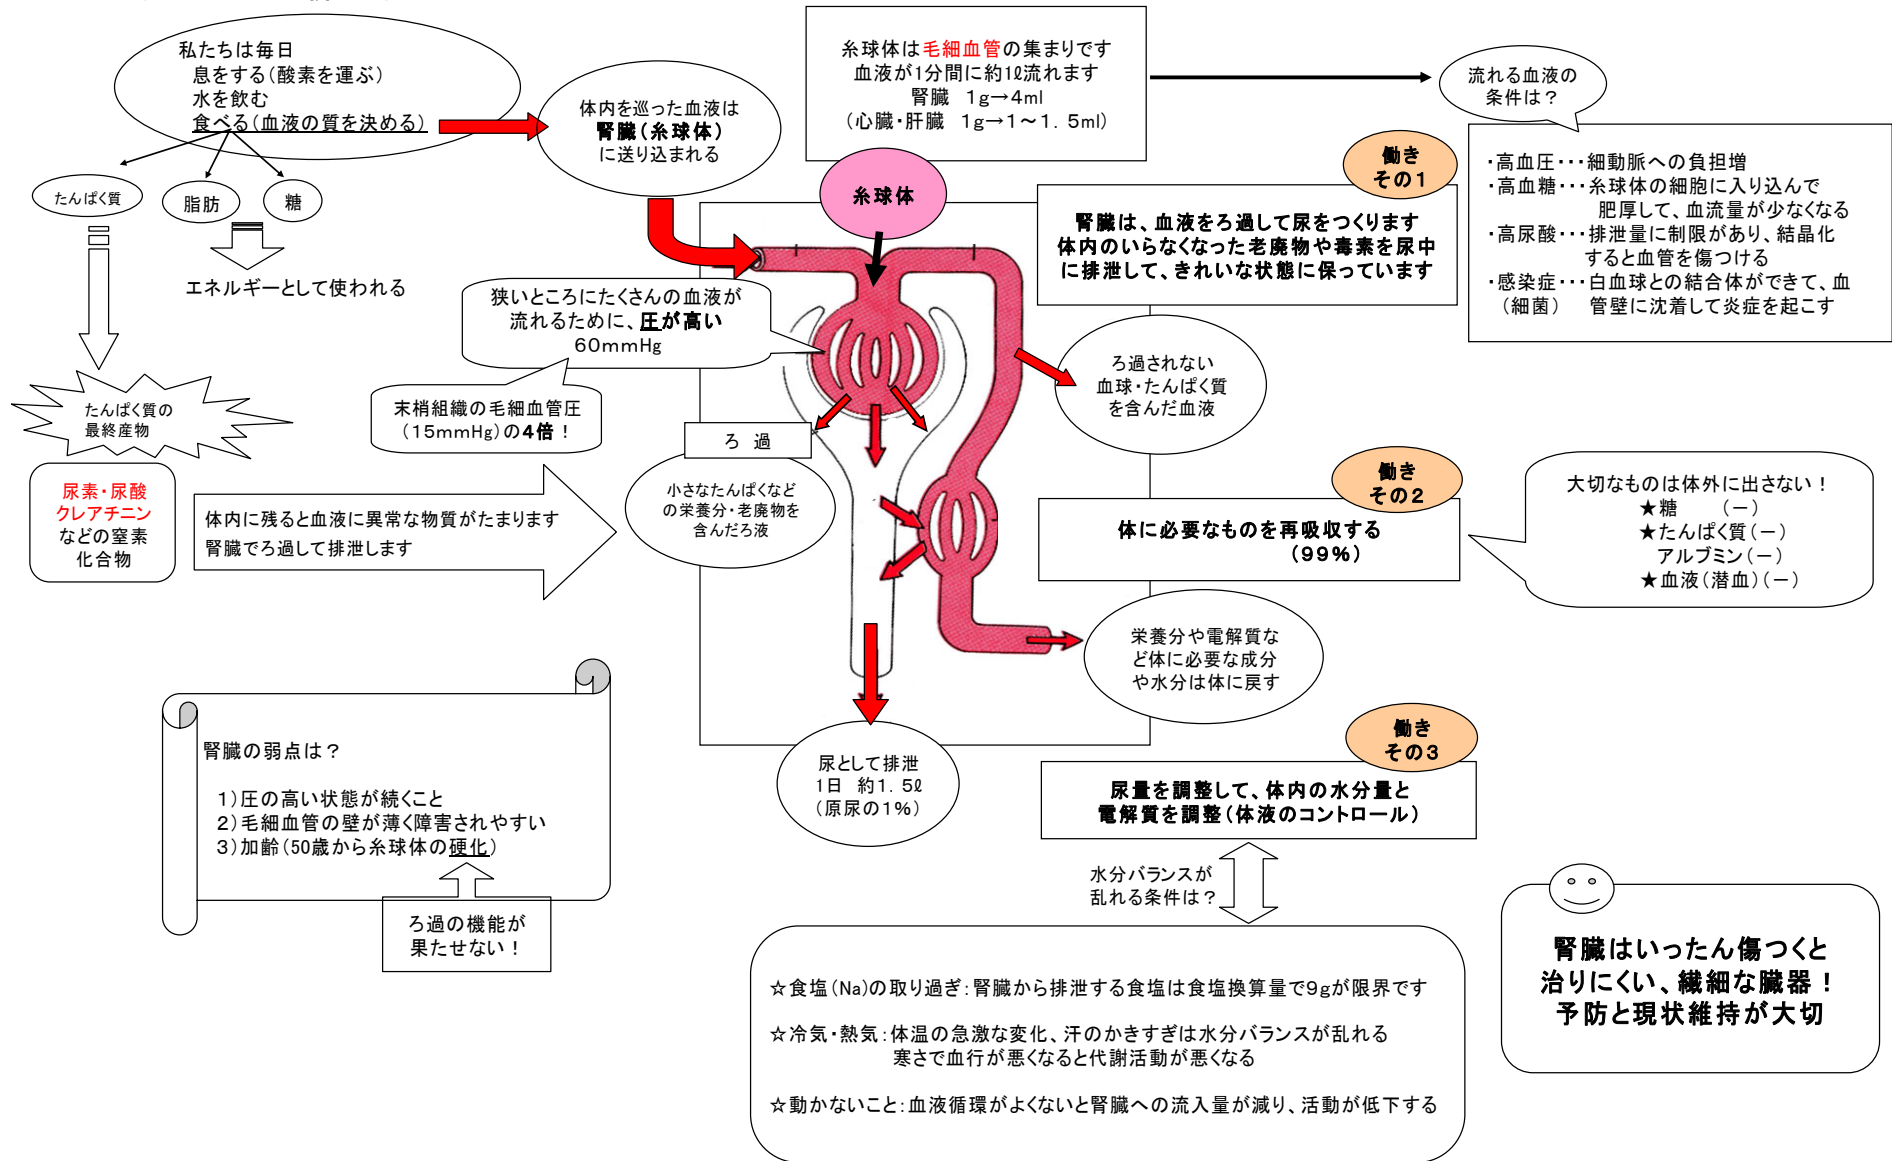 私たちは毎日
息をする(酸素を運ぶ)
水を飲む
食べる(血液の質を決める)
たんぱく質
脂肪
糖
エネルギーとして使われる
たんぱく質の
最終産物
尿素・尿酸
クレアチニン
などの窒素
化合物
体内に残ると血液に異常な物質がたまります
腎臓でろ過して排泄します
体内を巡った血液は
腎臓(糸球体)
に送り込まれる
糸球体は毛細血管の集まりです
血液が1分間に約1ℓ流れます
腎臓 1g→4ml
(心臓・肝臓 1g→1~1.5ml)
流れる血液の
条件は?
・高血圧・・・細動脈への負担増
・高血糖・・・糸球体の細胞に入り込んで
肥厚して、血流量が少なくなる
・高尿酸・・・排泄量に制限があり、結晶化
すると血管を傷つける
・感染症・・・白血球との結合体ができて、血
(細菌) 管壁に沈着して炎症を起こす
糸球体
働き
その1
腎臓は、血液をろ過して尿をつくります
体内のいらなくなった老廃物や毒素を尿中
に排泄して、きれいな状態に保っています
狭いところにたくさんの血液が
流れるために、圧が高い
60mmHg
末梢組織の毛細血管圧
(15mmHg)の4倍!
ろ 過
小さなたんぱくなど
の栄養分・老廃物を
含んだろ液
ろ過されない
血球・たんぱく質
を含んだ血液
働き
その2
体に必要なものを再吸収する
(99%)
大切なものは体外に出さない!
★糖 (-)
★たんぱく質(-)
アルブミン(-)
★血液(潜血)(-)
栄養分や電解質な
ど体に必要な成分
や水分は体に戻す
尿として排泄
1日 約1.5ℓ
(原尿の1%)
働き
その3
尿量を調整して、体内の水分量と
電解質を調整(体液のコントロール)
水分バランスが
乱れる条件は?
腎臓の弱点は?
1)圧の高い状態が続くこと
2)毛細血管の壁が薄く障害されやすい
3)加齢(50歳から糸球体の硬化)
ろ過の機能が
果たせない!
☆食塩(Na)の取り過ぎ:腎臓から排泄する食塩は食塩換算量で9gが限界です
☆冷気・熱気:体温の急激な変化、汗のかきすぎは水分バランスが乱れる
寒さで血行が悪くなると代謝活動が悪くなる
☆動かないこと:血液循環がよくないと腎臓への流入量が減り、活動が低下する
腎臓はいったん傷つくと
治りにくい、繊細な臓器!
予防と現状維持が大切